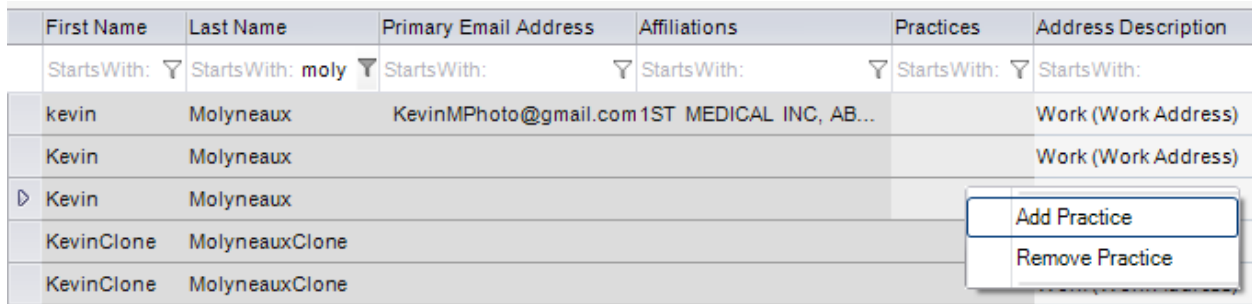 First Name Last Name Primary Email Address Affiliations Practices Address Description
StartsWith: StartsWith: moly StartsWith: StartsWith: StartsWith: StartsWith:
kevin Molyneaux KevinMPhoto@gmail.com 1ST MEDICAL INC, AB... Work (Work Address)
Kevin Molyneaux Work (Work Address)
Kevin Molyneaux
Add Practice
KevinClone MolyneauxClone
Remove Practice
KevinClone MolyneauxClone